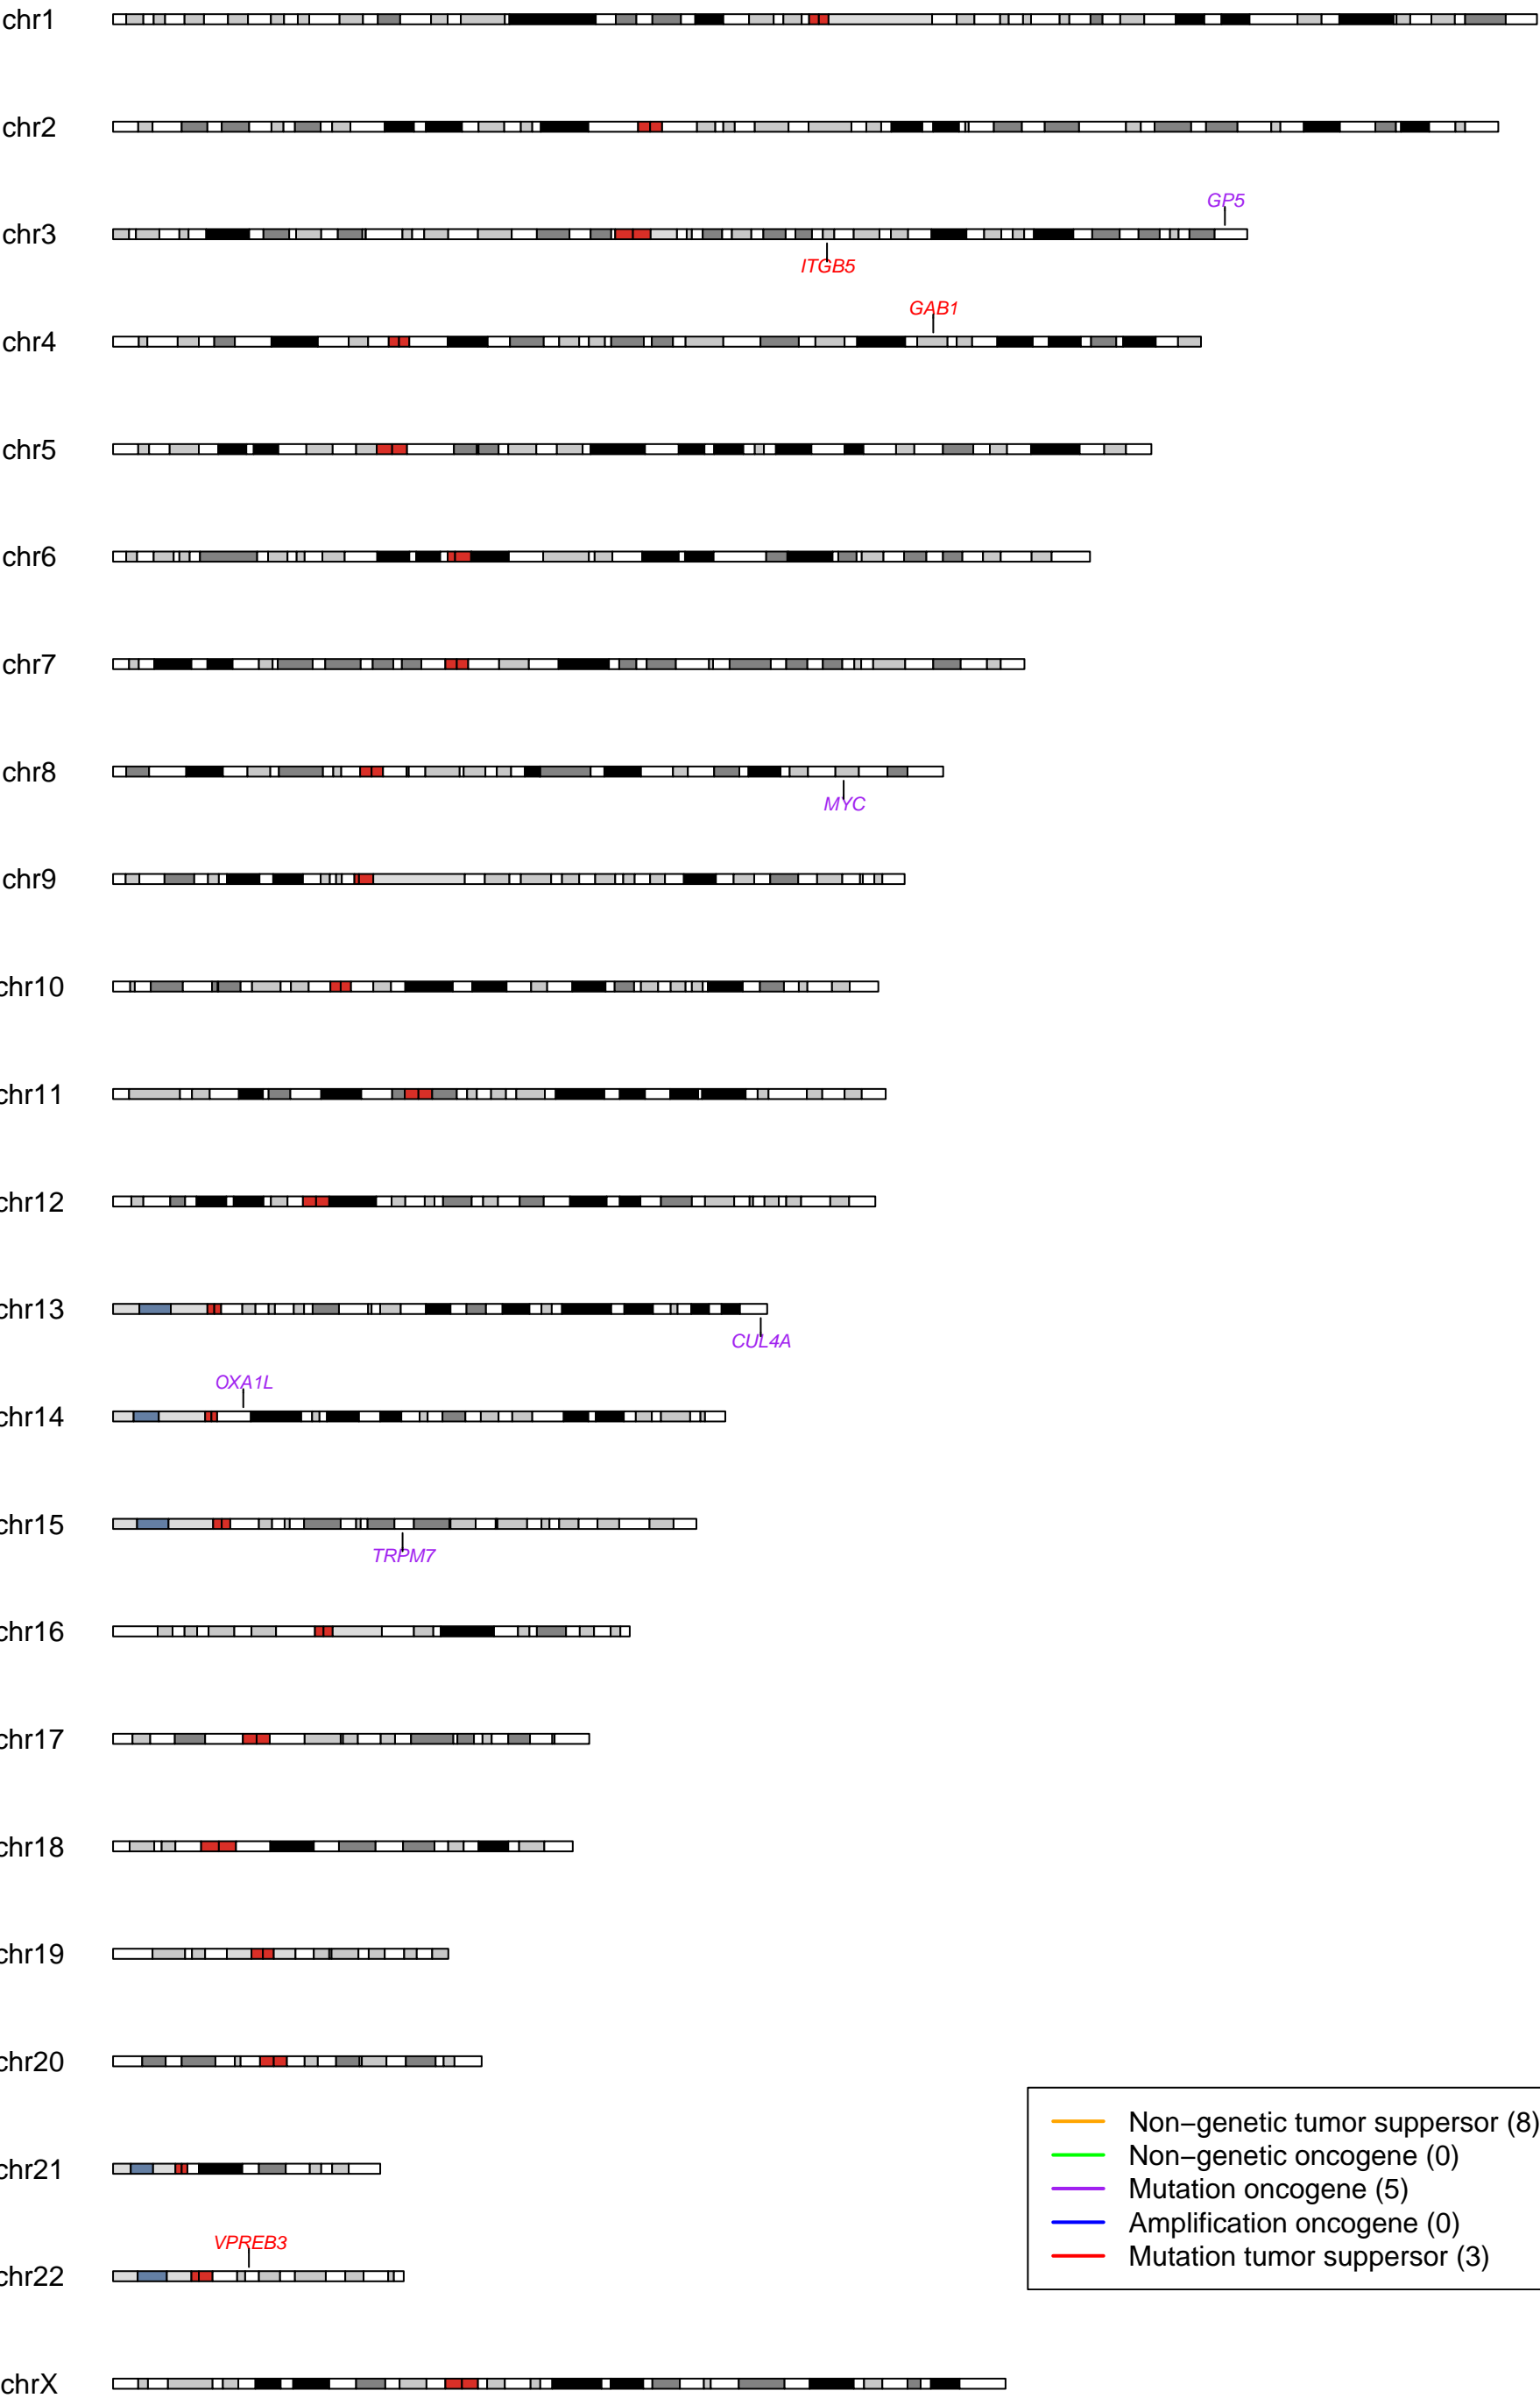 chr1
chr2
GP5
chr3
ITGB5
GAB1
chr4
chr5
chr6
chr7
chr8
MYC
chr9
chr10
chr11
chr12
chr13
CUL4A
OXA1L
chr14
chr15
TRPM7
chr16
chr17
chr18
chr19
chr20
Non−genetic tumor suppersor (8)
Non−genetic oncogene (0)
chr21
Mutation oncogene (5)
Amplification oncogene (0)
VPREB3
Mutation tumor suppersor (3)
chr22
chrX